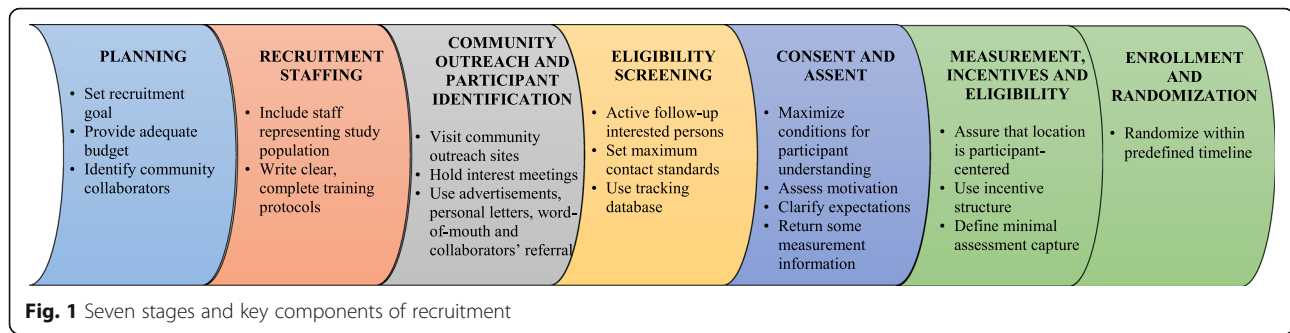 PLANNING
• Set recruitment
goal
• Provide adequate
budget
• Identify community
collaborators
RECRUITMENT
STAFFING
• Include staff
representing study
population
• Write clear,
complete training
protocols
COMMUNITY
OUTREACH AND
PARTICIPANT
IDENTIFICATION
• Visit community
outreach sites
• Hold interest meetings
• Use advertisements,
personal letters, word-
of-mouth and
collaborators' referral
ELIGIBILITY
SCREENING
• Active follow-up
interested persons
• Set maximum
contact standards
• Use tracking
database
CONSENT AND
ASSENT
• Maximize
conditions for
participant
understanding
• Assess motivation
• Clarify expectations
• Return some
measurement
information
MEASUREMENT,
INCENTIVES AND
ELIGIBILITY
• Assure that location
is participant-
centered
• Use incentive
structure
• Define minimal
assessment capture
ENROLLMENT
AND
RANDOMIZATION
• Randomize within
predefined timeline
Fig. 1 Seven stages and key components of recruitment